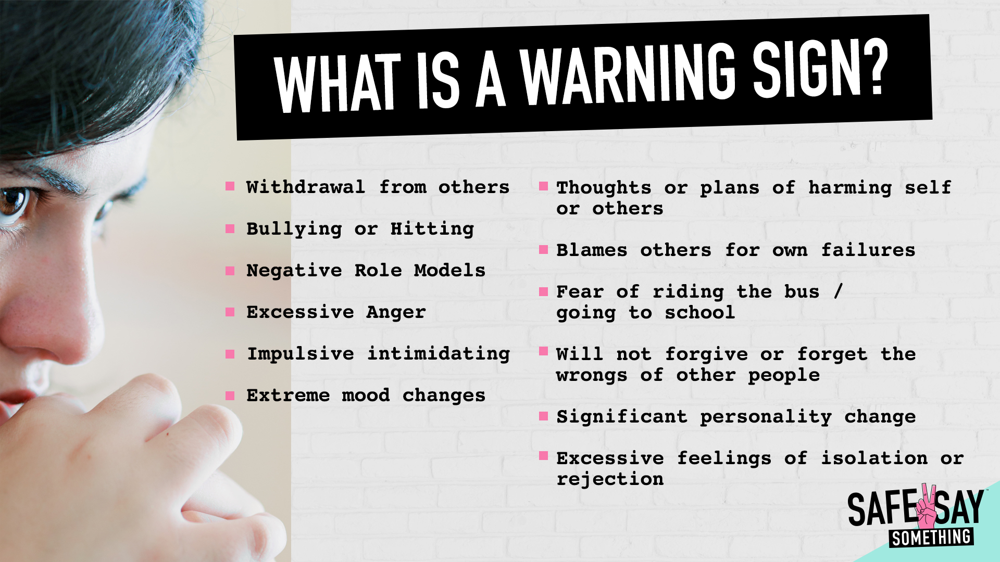 WHAT IS A WARNING SIGN?
Withdrawal from others
Bullying or Hitting
Negative Role Models
Excessive Anger
Impulsive intimidating
Extreme mood changes
Thoughts or plans of harming self
or others
Blames others for own failures
Fear of riding the bus /
going to school
Will not forgive or forget the
wrongs of other people
Significant personality change
Excessive feelings of isolation or
rejection
SAFE2SAY™
SOMETHING